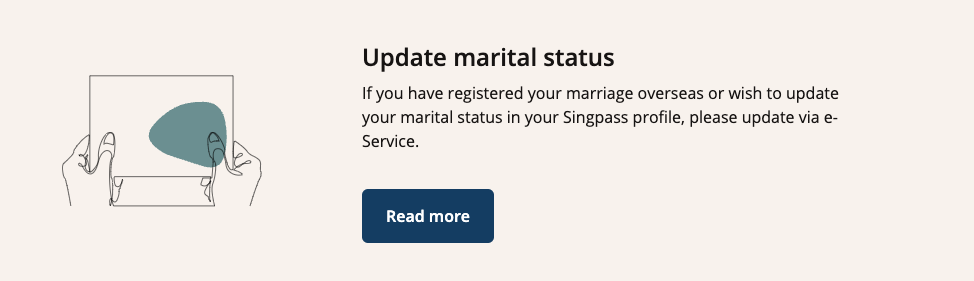 Update marital status
If you have registered your marriage overseas or wish to update
your marital status in your Singpass profile, please update via e-
Service.
Read more